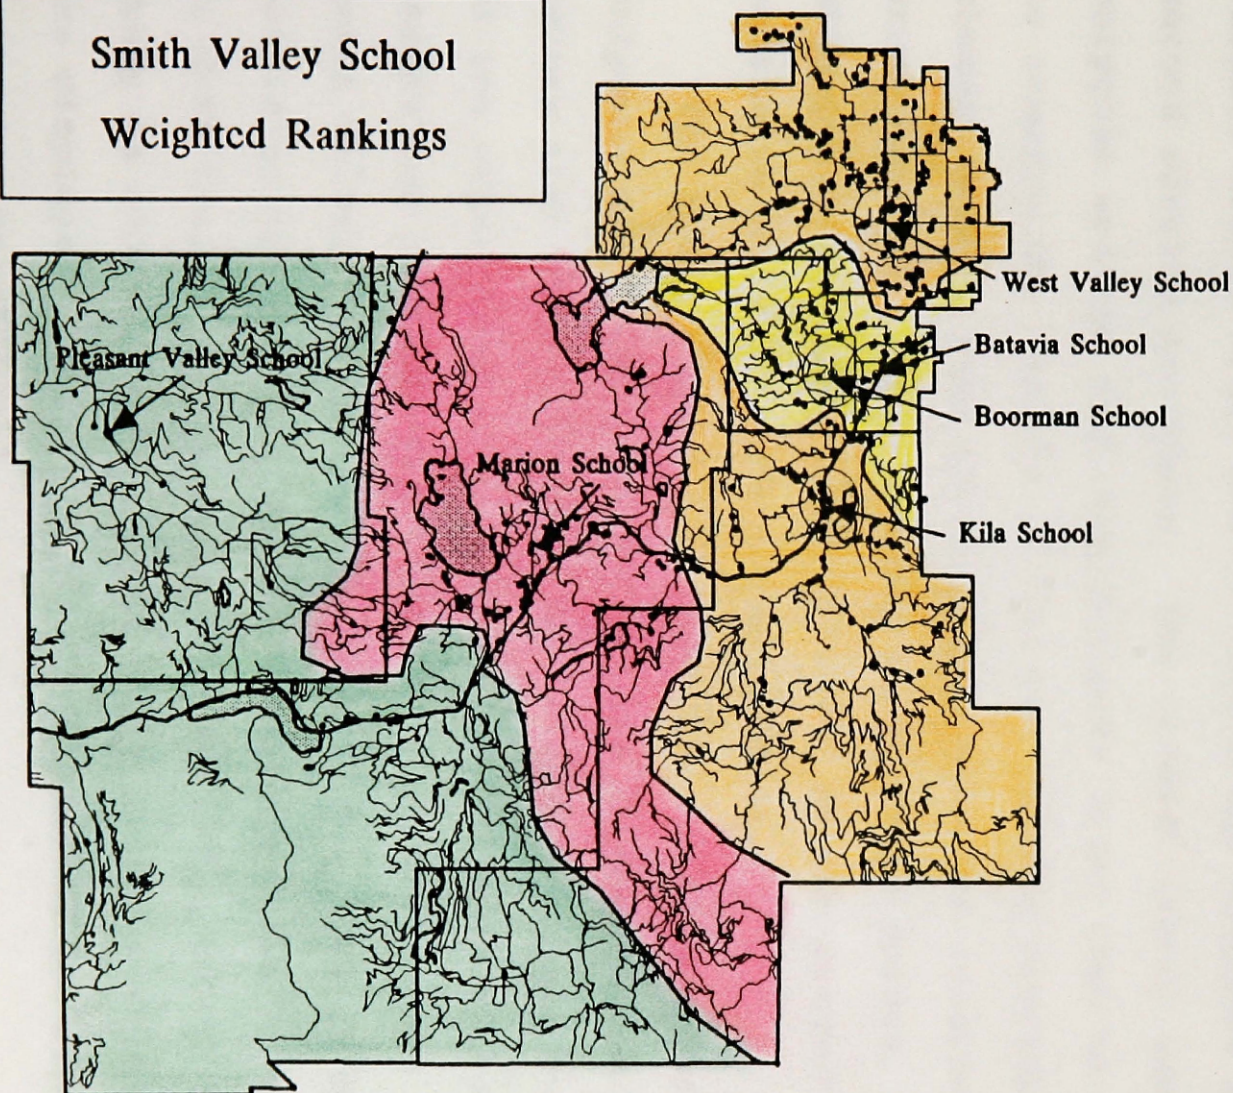 Smith Valley School
Weighted Rankings
West Valley School
Pleasant Valley School
Batavia School
Boorman School
Marion School
Kila School